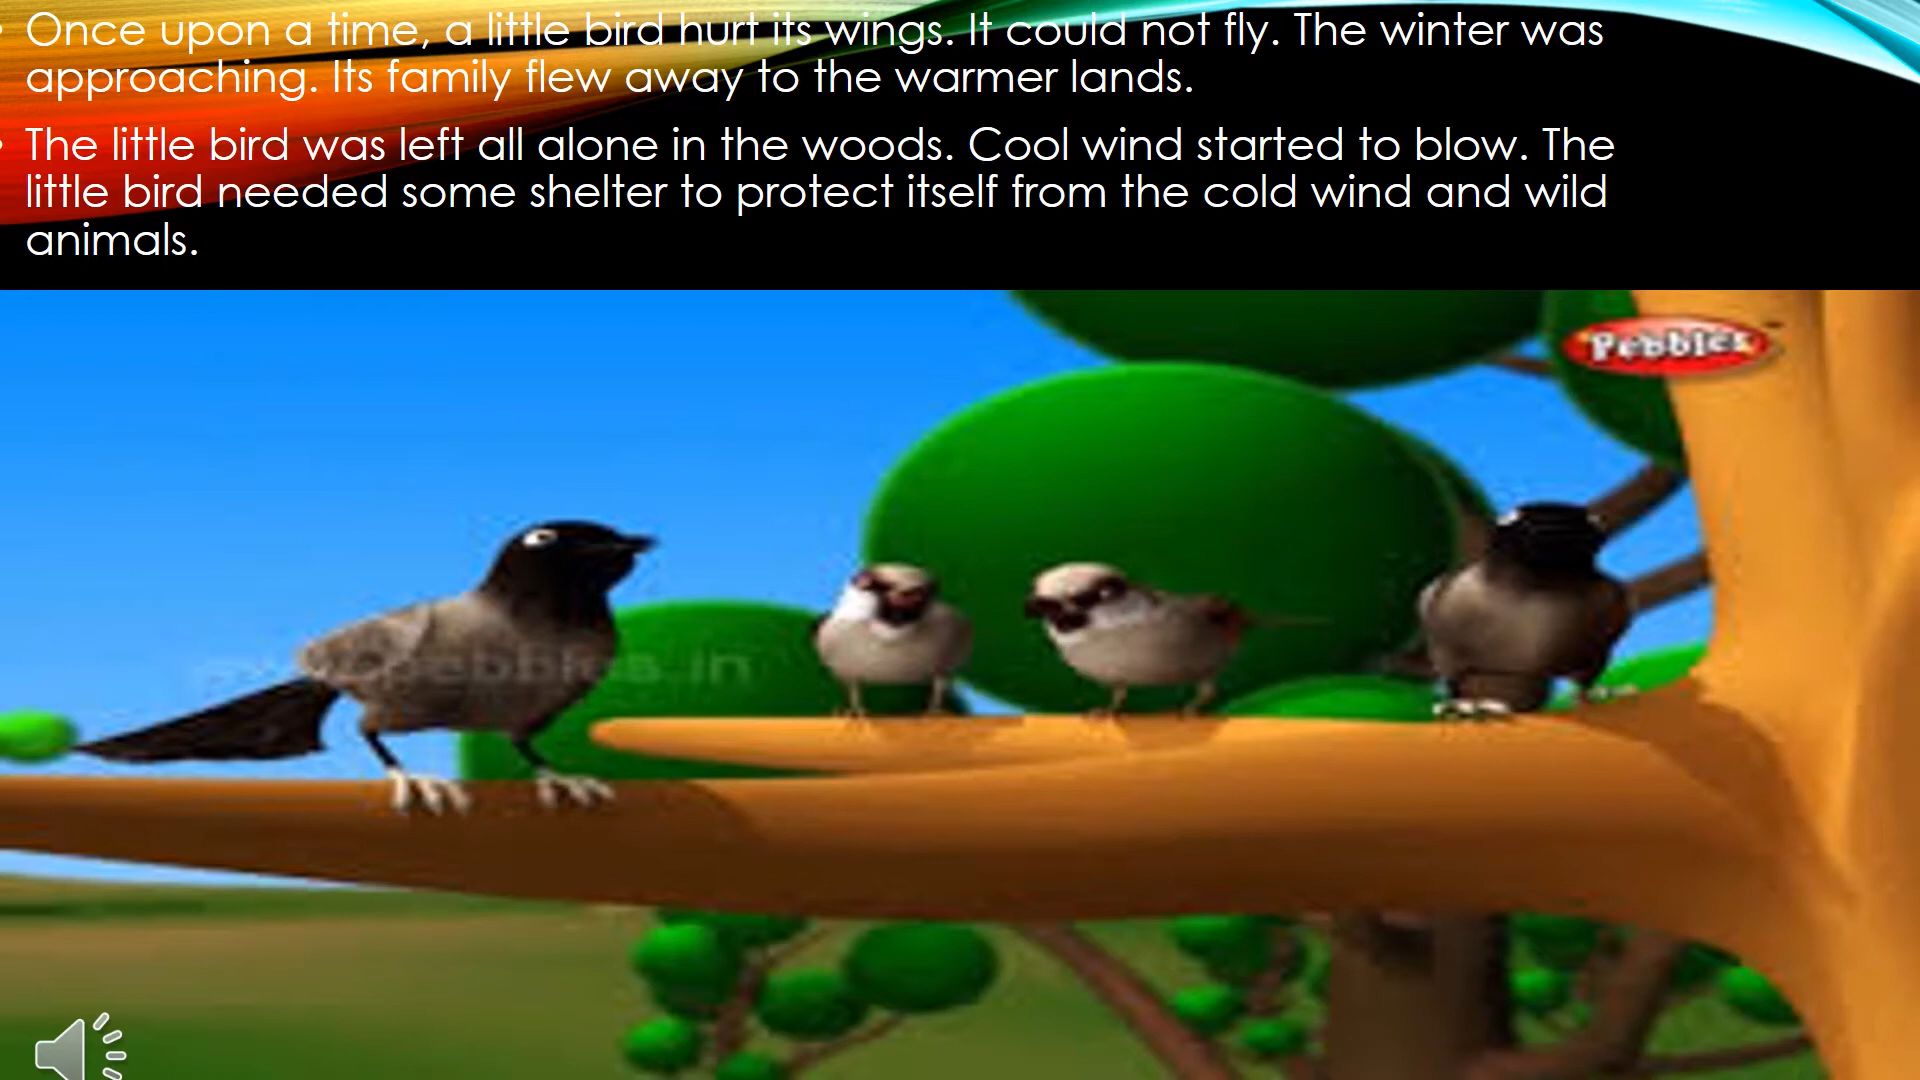 • Once upon a time, a little bird hurt its wings. It could not fly. The winter was
approaching. Its family flew away to the warmer lands.
• The little bird was left all alone in the woods. Cool wind started to blow. The
little bird needed some shelter to protect itself from the cold wind and wild
animals.
Pebbles
pebbles.in